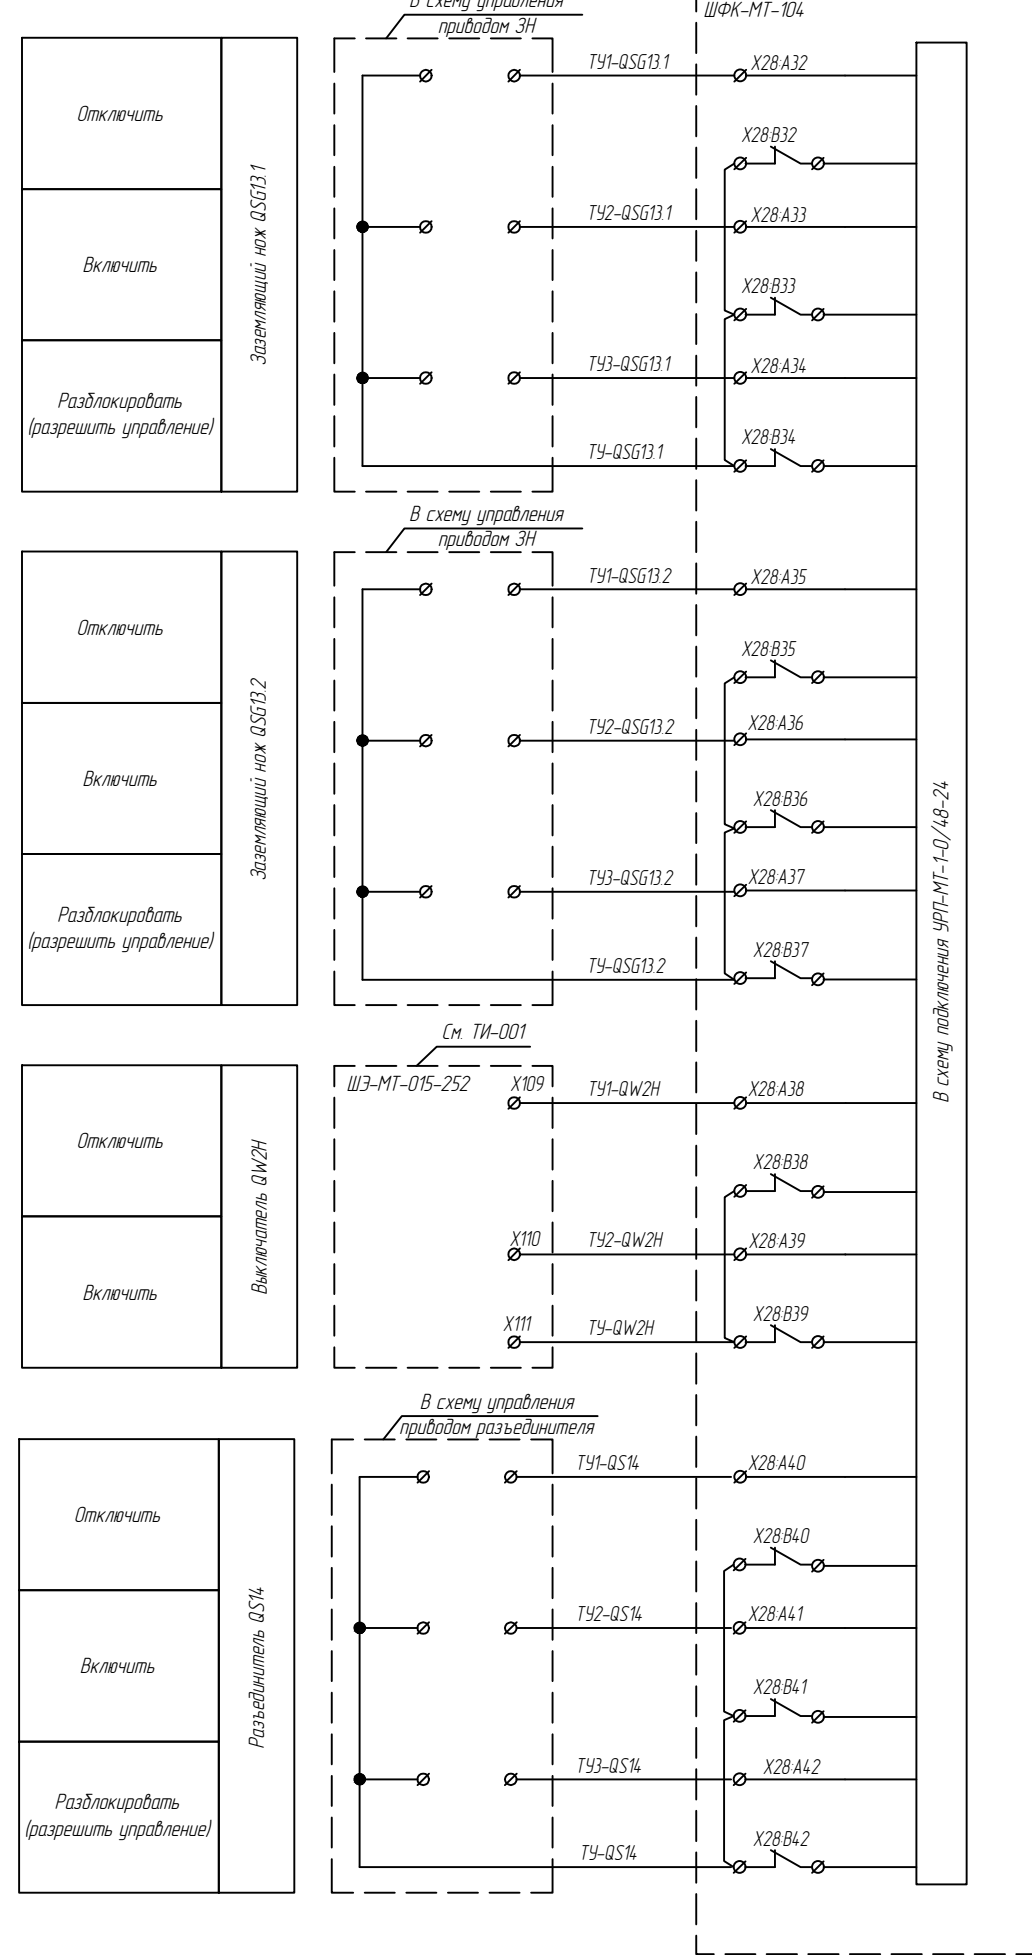 В схему управления
приводом ЗН
ШФК-МТ-104
Отключить
Включить
Разблокировать
(разрешить управление)
Заземляющий нож QSG13.1
ТУ1-QSG13.1
X28:A32
X28:B32
ТУ2-QSG13.1
X28:A33
X28:B33
ТУ3-QSG13.1
X28:A34
X28:B34
ТУ-QSG13.1
В схему управления
приводом ЗН
Отключить
Включить
Разблокировать
(разрешить управление)
Заземляющий нож QSG13.2
ТУ1-QSG13.2
X28:A35
X28:B35
ТУ2-QSG13.2
X28:A36
X28:B36
ТУ3-QSG13.2
X28:A37
X28:B37
ТУ-QSG13.2
В схему подключения УРП-МТ-1-0/48-24
См. ТИ-001
Отключить
Включить
Выключатель QW2H
ШЭ-МТ-015-252
X109
ТУ1-QW2H
X28:A38
X28:B38
X110
ТУ2-QW2H
X28:A39
X28:B39
X111
ТУ-QW2H
В схему управления
приводом разъединителя
Отключить
Включить
Разблокировать
(разрешить управление)
Разъединитель QS14
ТУ1-QS14
X28:A40
X28:B40
ТУ2-QS14
X28:A41
X28:B41
ТУ3-QS14
X28:A42
X28:B42
ТУ-QS14